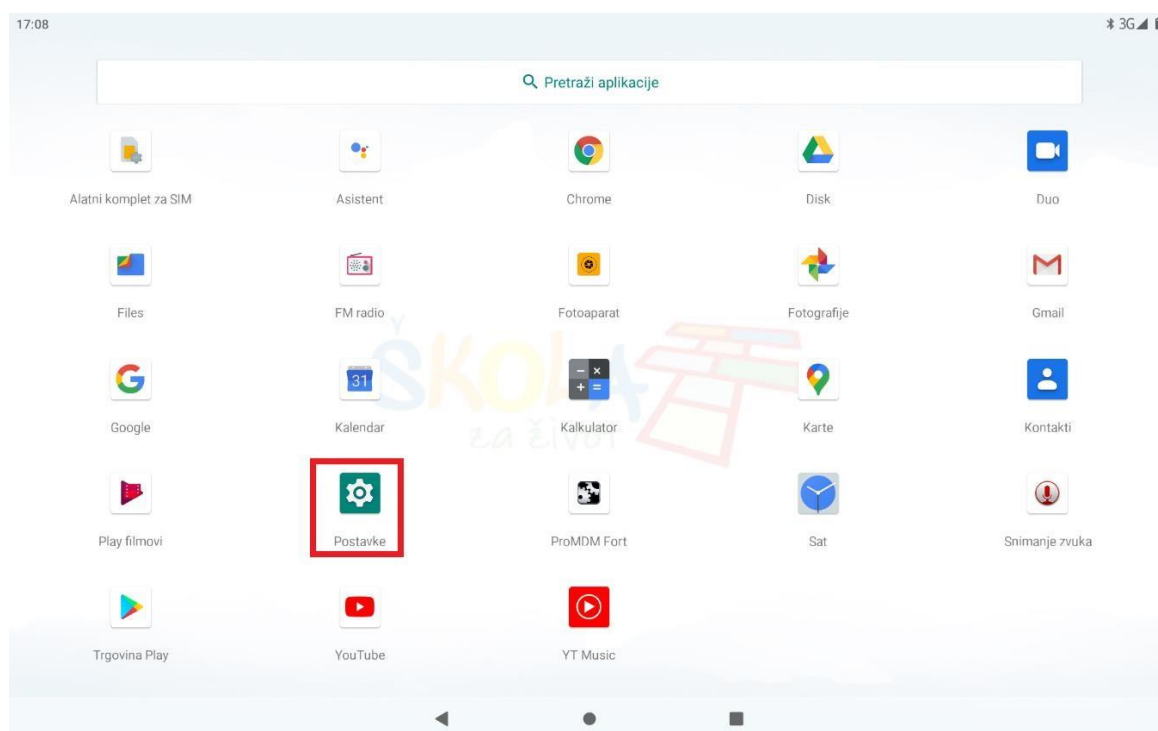 17:08
3G
Pretraži aplikacije
Alatni komplet za SIM
Asistent
Chrome
Disk
Duo
Files
FM radio
Fotoaparat
Fotografije
Gmail
Google
31
Kalendar
Kalkulator
Karte
Kontakti
ŠKOLA
za život
Play filmovi
Postavke
ProMDM Fort
Sat
Snimanje zvuka
Trgovina Play
YouTube
YT Music